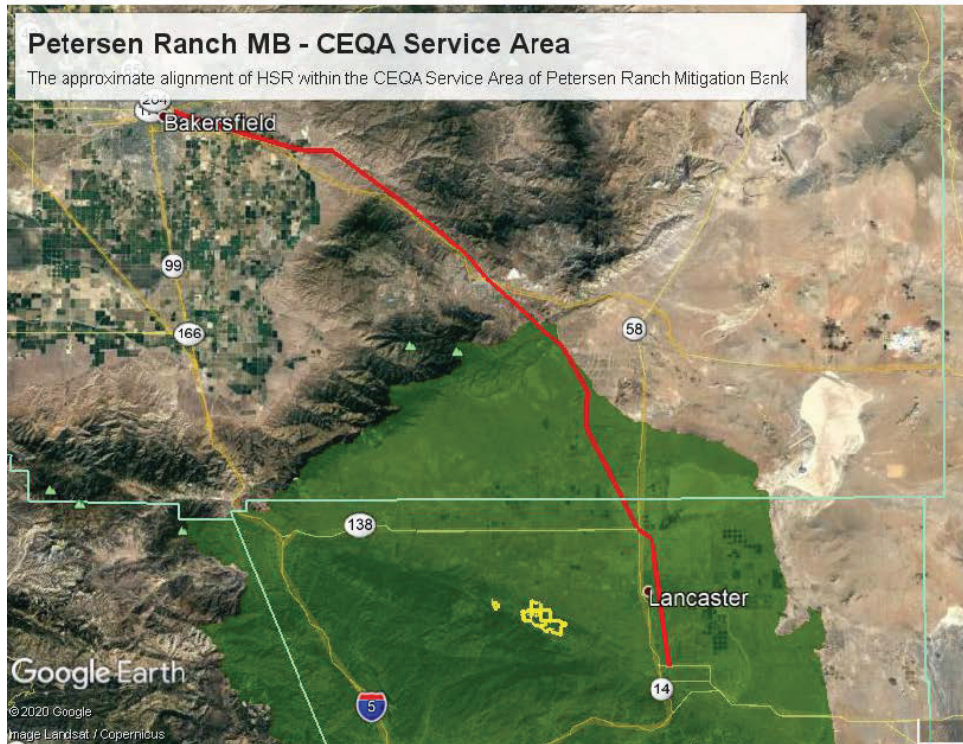 Petersen Ranch MB - CEQA Service Area
The approximate alignment of HSR within the CEQA Service Area of Petersen Ranch Mitigation Bank
204
Bakersfield
99
166
58
138
Lancaster
14
5
Google Earth
© 2020 Google
mage Landsat / Copernicus